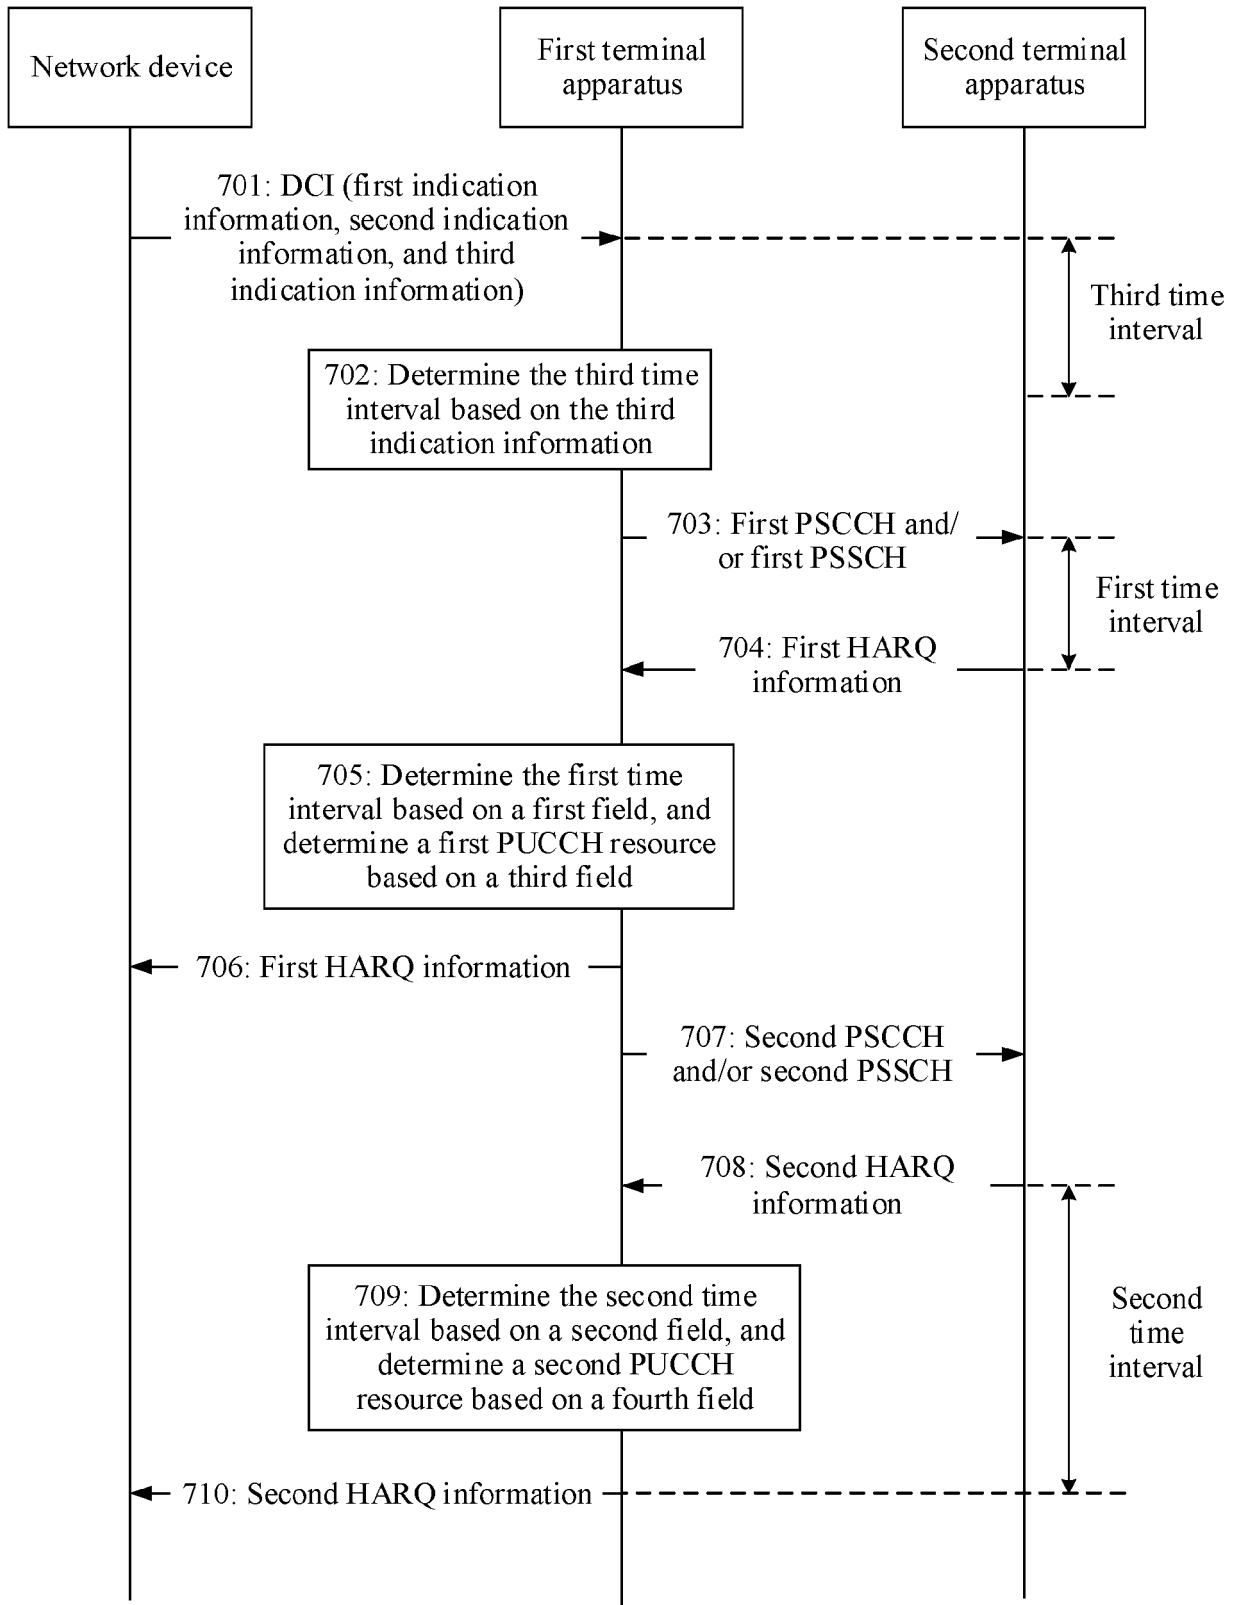 Network device
First terminal
apparatus
Second terminal
apparatus
701: DCI (first indication
information, second indication
information, and third
indication information)
Third time
interval
702: Determine the third time
interval based on the third
indication information
703: First PSCCH and/
or first PSSCH
First time
interval
704: First HARQ
information
705: Determine the first time
interval based on a first field, and
determine a first PUCCH resource
based on a third field
706: First HARQ information
707: Second PSCCH
and/or second PSSCH
708: Second HARQ
information
709: Determine the second time
interval based on a second field, and
determine a second PUCCH
resource based on a fourth field
Second
time
interval
710: Second HARQ information